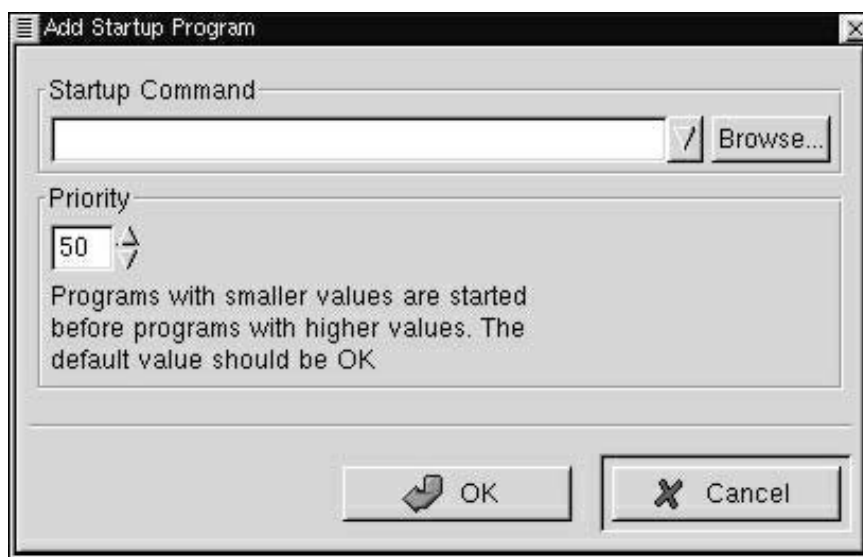 Add Startup Program
Startup Command
Browse...
Priority
50
Programs with smaller values are started
before programs with higher values. The
default value should be OK
OK
Cancel